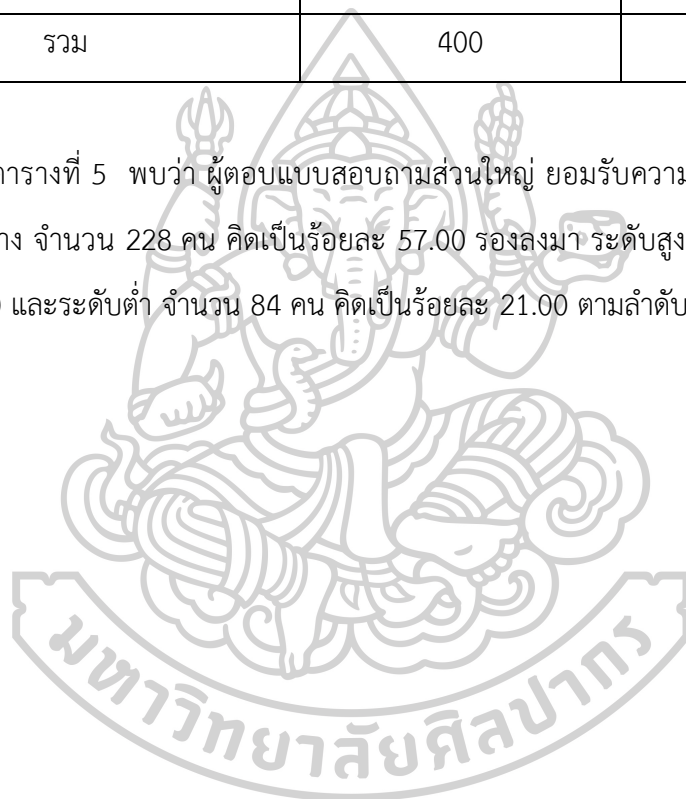 รวม 400
ารางที่ 5 พบว่า ผู้ตอบแบบสอบถามส่วนใหญ่ ยอมรับความ
าง จำนวน 228 คน คิดเป็นร้อยละ 57.00 รองลงมา ระดับสูง
และระดับต่ำ จำนวน 84 คน คิดเป็นร้อยละ 21.00 ตามลำดับ
มหาวิทยาลัยศิลปากร